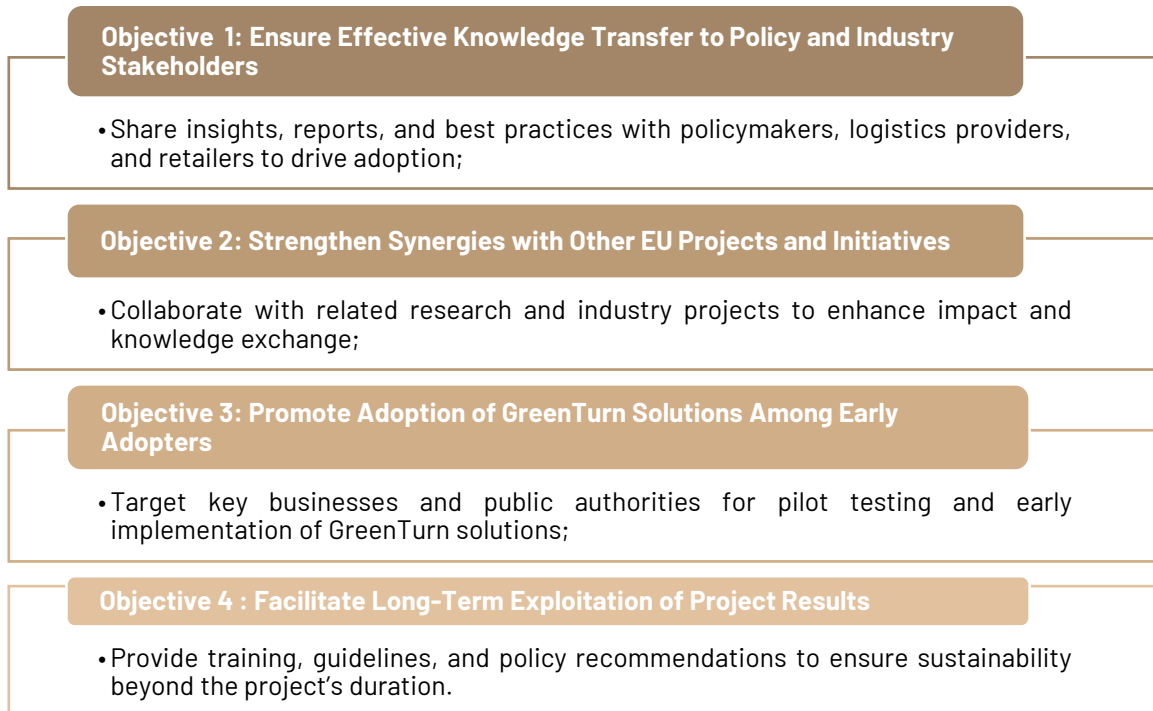 Objective 1: Ensure Effective Knowledge Transfer to Policy and Industry
Stakeholders
• Share insights, reports, and best practices with policymakers, logistics providers,
and retailers to drive adoption;
Objective 2: Strengthen Synergies with Other EU Projects and Initiatives
• Collaborate with related research and industry projects to enhance impact and
knowledge exchange;
Objective 3: Promote Adoption of GreenTurn Solutions Among Early
Adopters
• Target key businesses and public authorities for pilot testing and early
implementation of GreenTurn solutions;
Objective 4 : Facilitate Long-Term Exploitation of Project Results
• Provide training, guidelines, and policy recommendations to ensure sustainability
beyond the project’s duration.